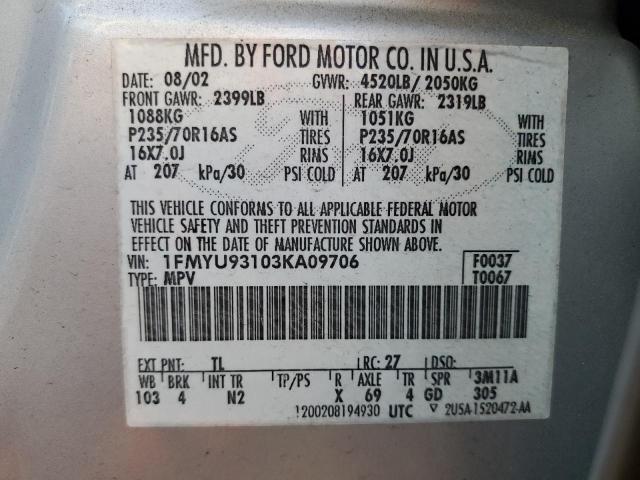 MFD. BY FORD MOTOR CO. IN U.S.A.
DATE: 08/02 GVWR: 4520LB/ 2050KG
FRONT GAWR: 2399LB REAR GAWR: 2319LB
1088KG WITH 1051KG WITH
P235/70R16AS TIRES P235/70R16AS TIRES
16X7.0J RIMS 16X7.0J RIMS
AT 207 kPa/30 PSI COLD AT 207 kPa/30 PSI COLD
THIS VEHICLE CONFORMS TO ALL APPLICABLE FEDERAL MOTOR
VEHICLE SAFETY AND THEFT PREVENTION STANDARDS IN
EFFECT ON THE DATE OF MANUFACTURE SHOWN ABOVE.
VIN: 1FMYU93103KA09706 F0037
TYPE: MPV T0067
EXT PNT: TL RC: 27 DSO:
WB BRK INT TR TP/PS R AXLE TR SPR 3M11A
103 4 N2 X 69 4 GD 305
1200208194930 UTC ▽ 2USA-1520472-AA